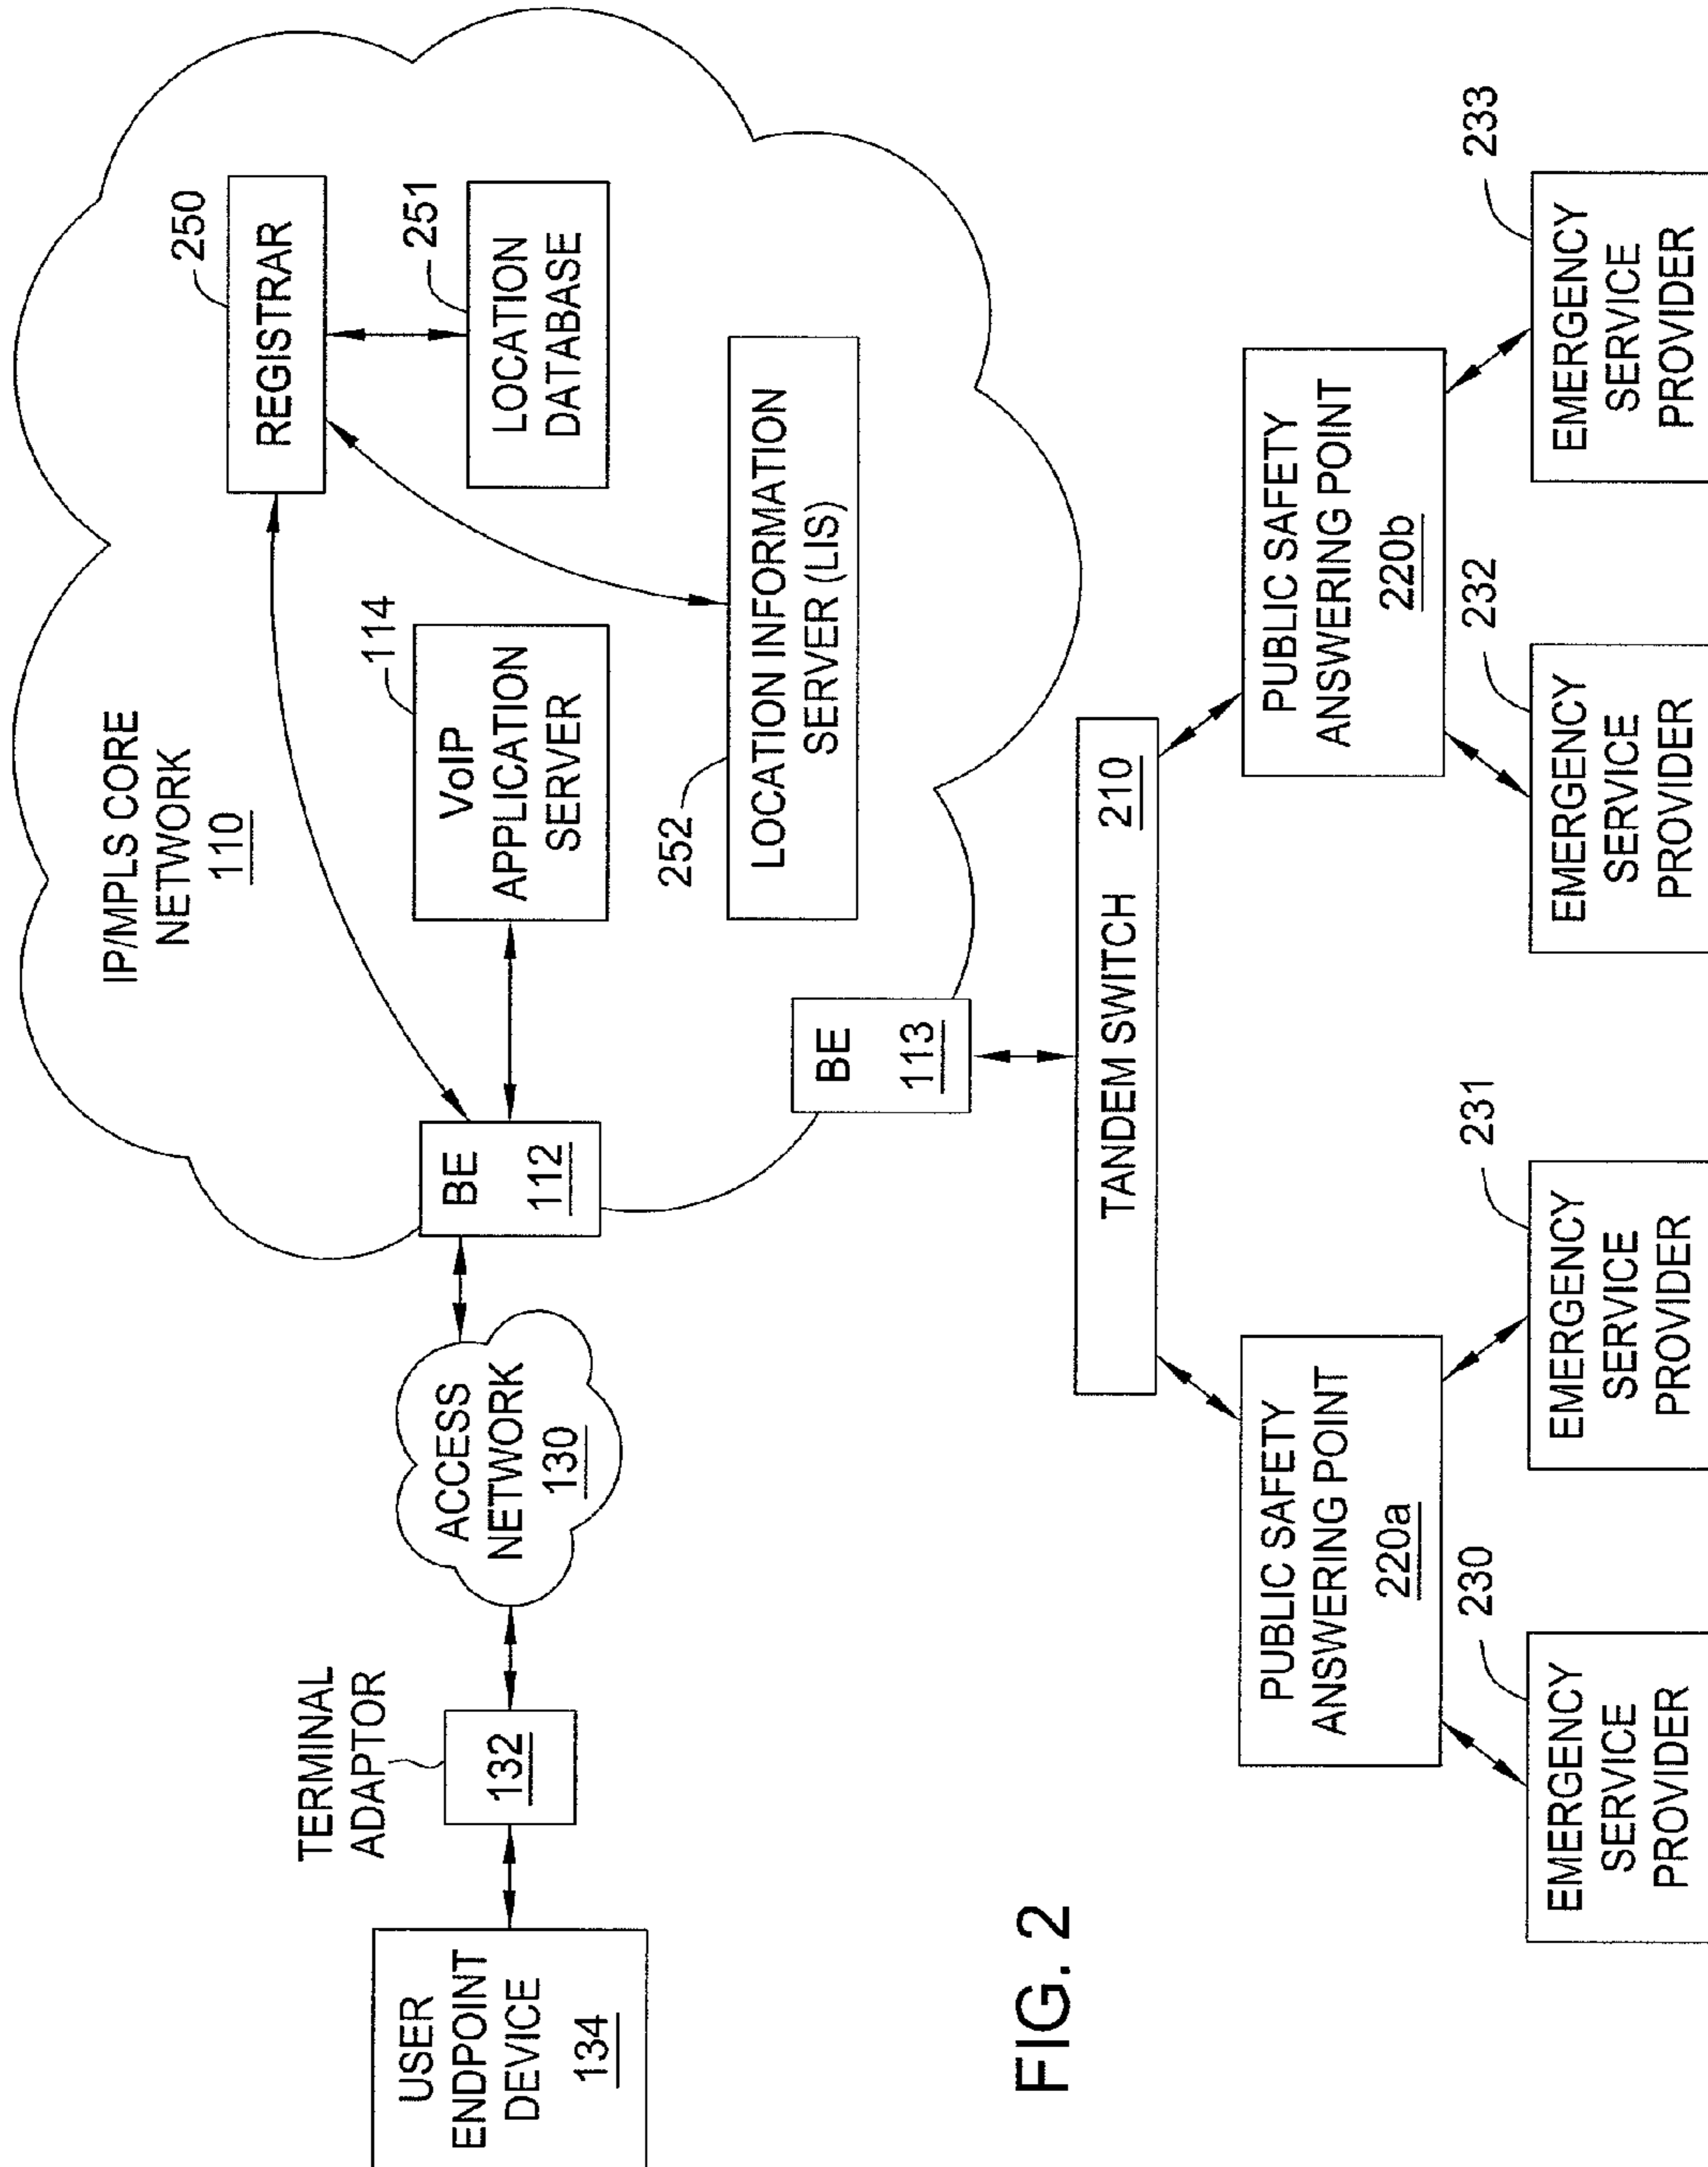 IP/MPLS CORE
NETWORK
110
REGISTRAR
250
LOCATION
DATABASE
251
VoIP
APPLICATION
SERVER
114
252
LOCATION INFORMATION
SERVER (LIS)
USER
ENDPOINT
DEVICE
134
TERMINAL
ADAPTOR
132
ACCESS
NETWORK
130
BE
112
BE
113
TANDEM SWITCH 210
PUBLIC SAFETY
ANSWERING POINT
220a
PUBLIC SAFETY
ANSWERING POINT
220b
230
EMERGENCY
SERVICE
PROVIDER
231
EMERGENCY
SERVICE
PROVIDER
232
EMERGENCY
SERVICE
PROVIDER
233
EMERGENCY
SERVICE
PROVIDER
FIG. 2